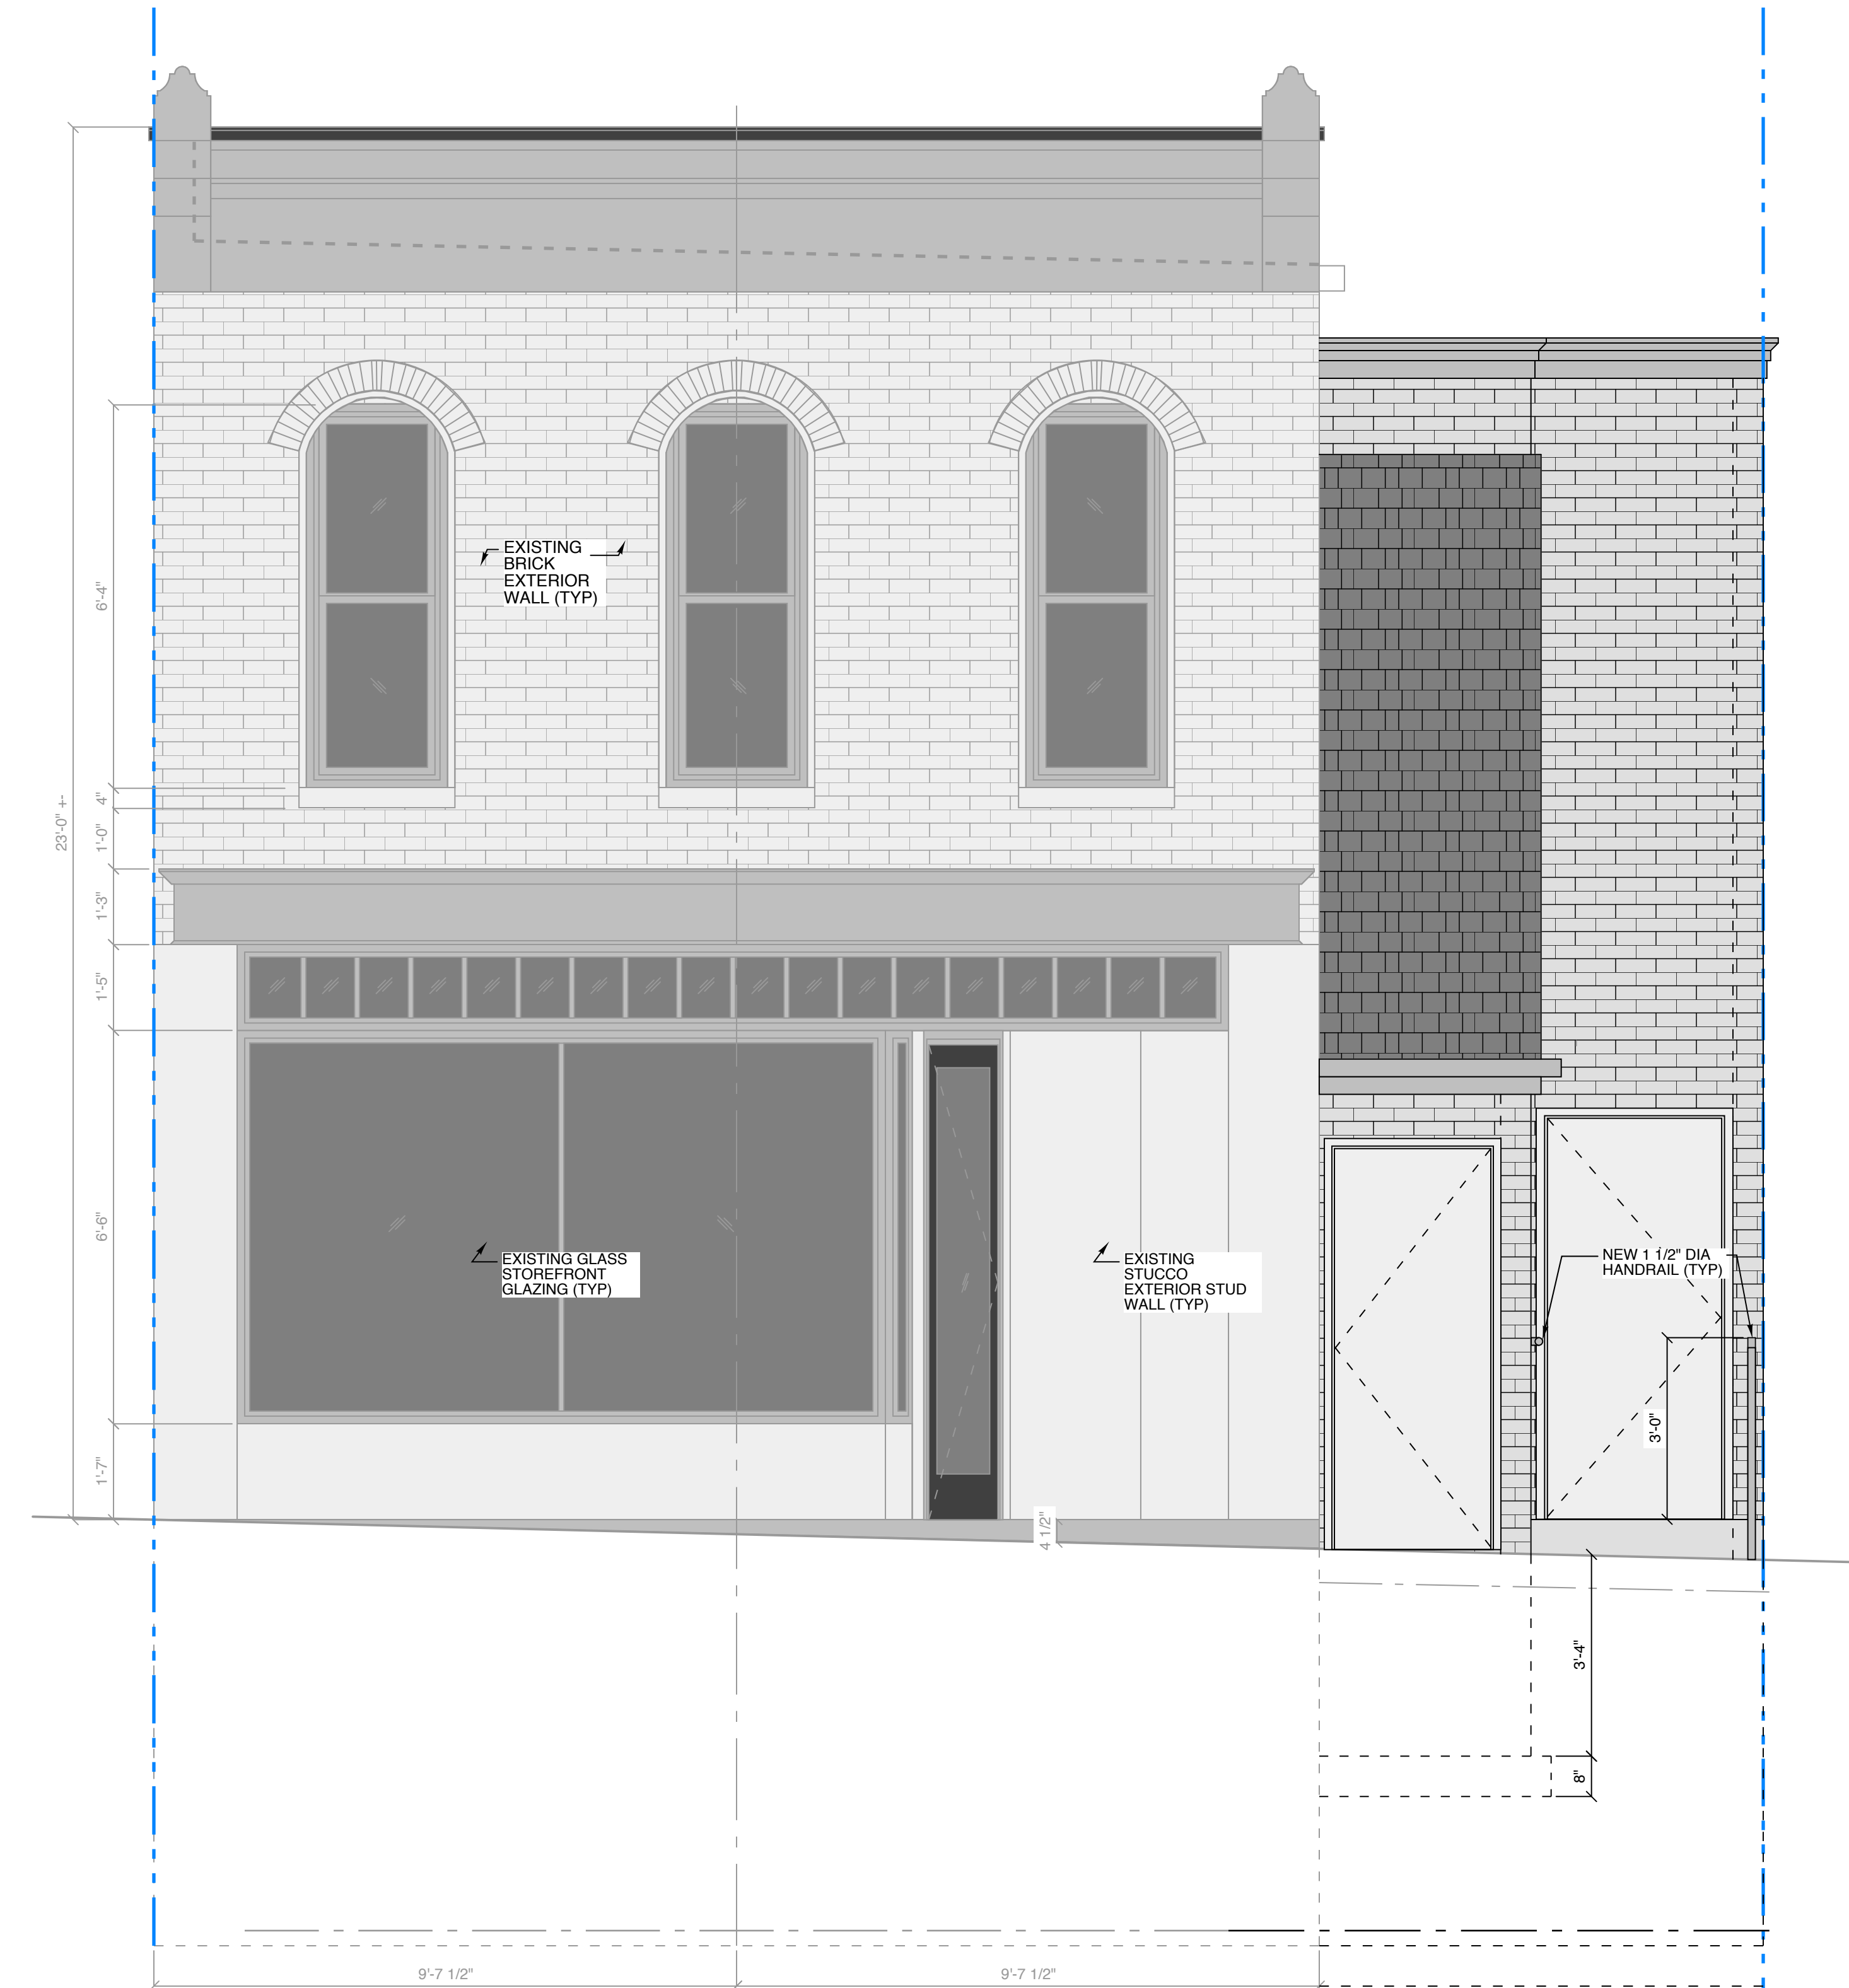 EXISTING
BRICK
EXTERIOR
WALL (TYP)
6'-4"
4"
23'-0" +-
1'-0"
1'-3"
1'-5"
6'-6"
EXISTING GLASS
STOREFRONT
GLAZING (TYP)
EXISTING
STUCCO
EXTERIOR STUD
WALL (TYP)
NEW 1 1/2" DIA
HANDRAIL (TYP)
3'-0"
1'-7"
4 1/2"
3'-4"
8"
9'-7 1/2"
9'-7 1/2"